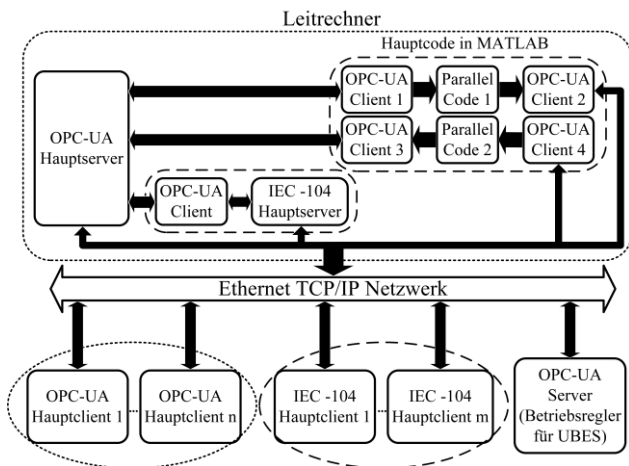 Leitrechner
Hauptcode in MATLAB
OPC-UA
Client 1
Parallel
Code 1
OPC-UA
Client 2
OPC-UA
Hauptserver
OPC-UA
Client 3
Parallel
Code 2
OPC-UA
Client 4
OPC-UA
Client
IEC -104
Hauptserver
Ethernet TCP/IP Netzwerk
OPC-UA
Hauptclient 1
...
OPC-UA
Hauptclient n
IEC -104
Hauptclient 1
...
IEC -104
Hauptclient m
OPC-UA
Server
(Betriebsregler
für UBES)